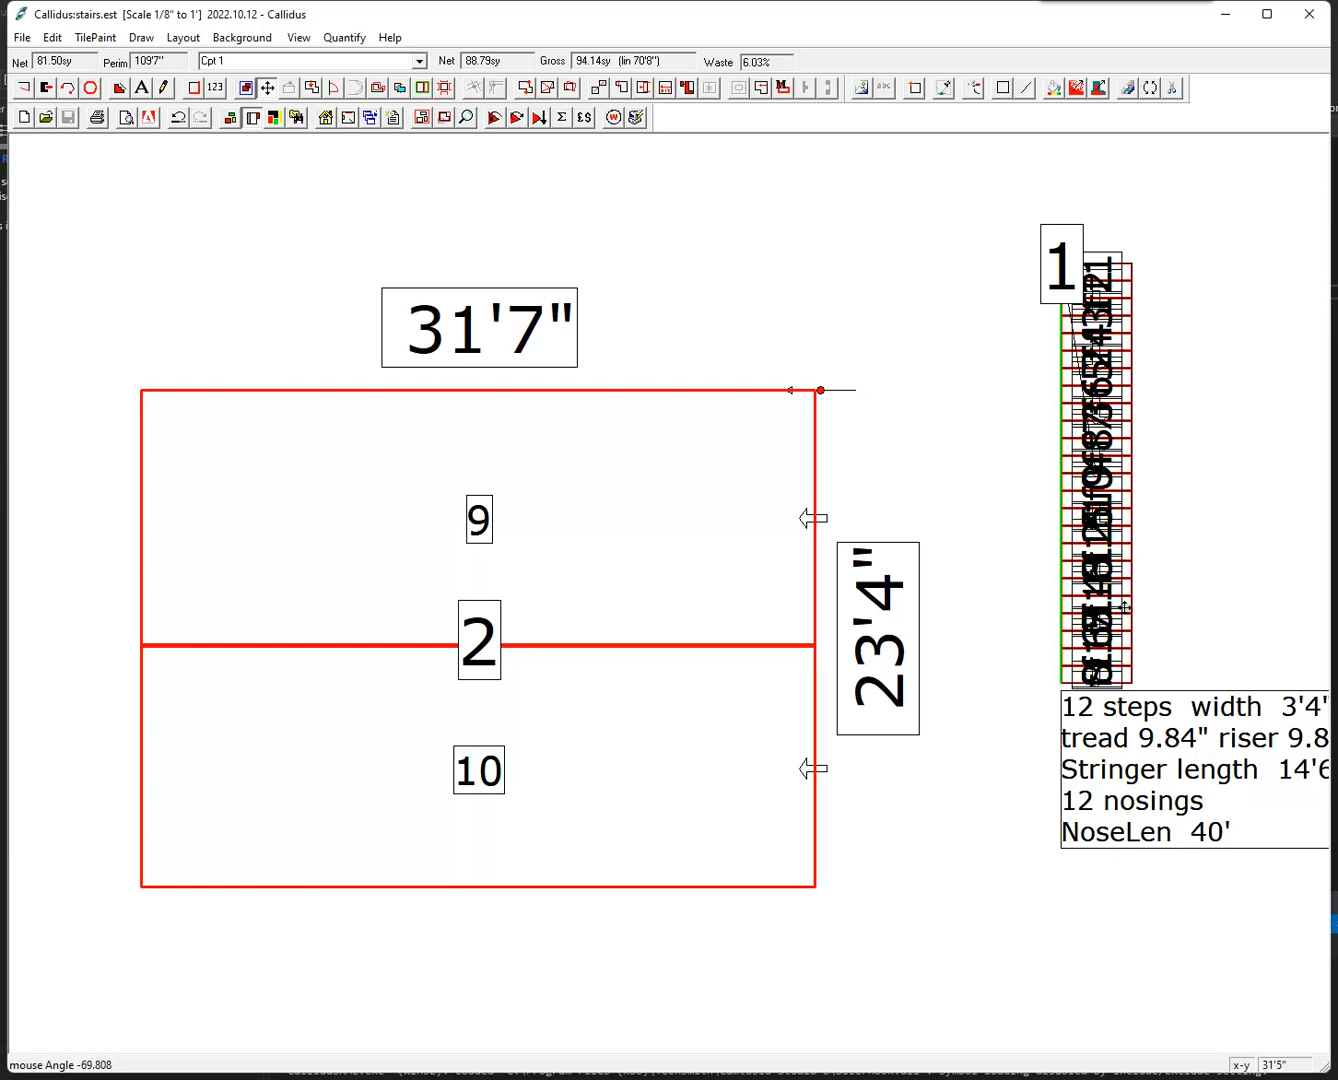 Callidus:stairs.est [Scale 1/8" to 1'] 2022.10.12 - Callidus
File Edit TilePaint Draw Layout Background View Quantify Help
Net 81.50sy Perim 109'7" Cpt 1 Net 88.79sy Gross 94.14sy (lin 70'8") Waste 6.03%
A 123
Σ £$
31'7"
1
9
23'4"
2
10
12 steps width 3'4"
tread 9.84" riser 9.8
Stringer length 14'6
12 nosings
NoseLen 40'
mouse Angle -69.808
x-y 31'5"